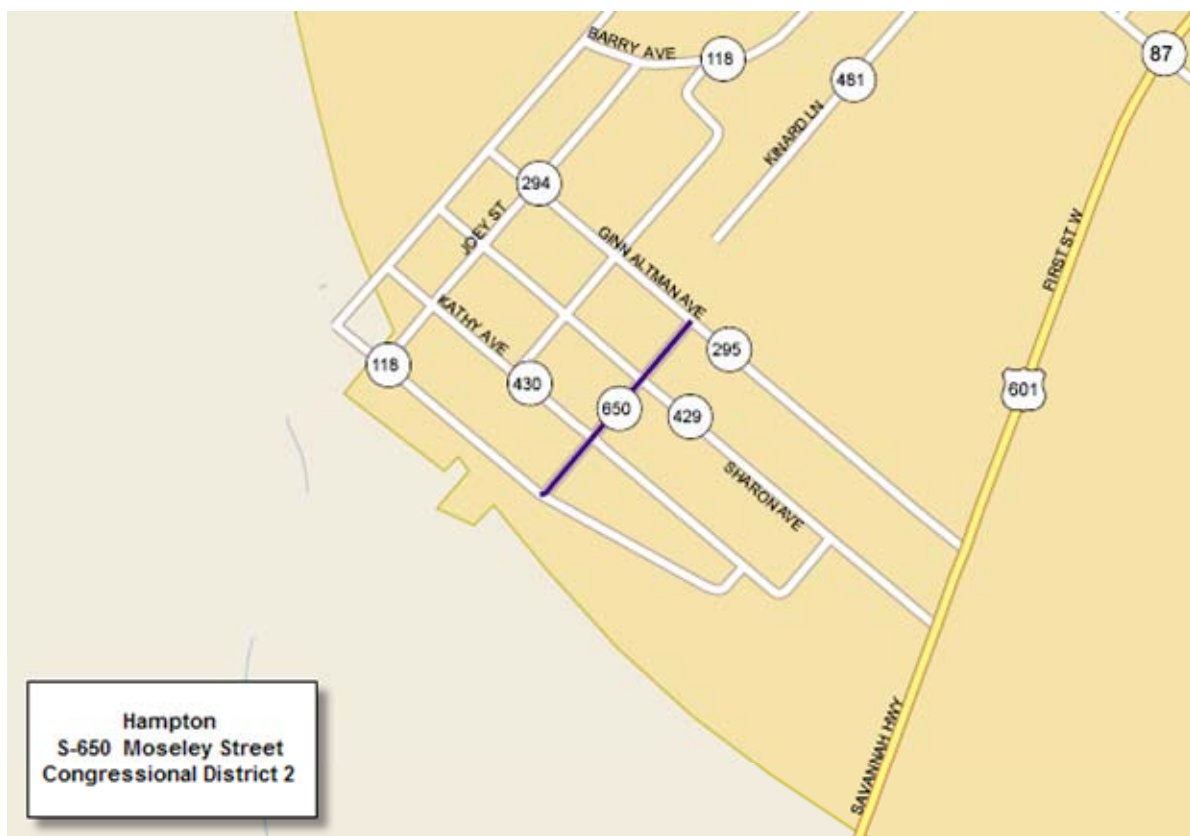 BARRY AVE
118
87
481
KINARD LN
294
JOEY ST
GINN ALTMAN AVE
FIRST ST W
KATHY AVE
295
118
430
601
650
429
SHARON AVE
SAVANNAH HWY
Hampton
S-650 Moseley Street
Congressional District 2